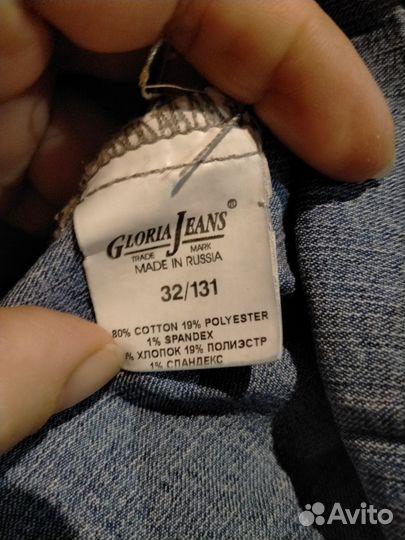 GLORIA JEANS®
TRADE MARK
MADE IN RUSSIA
32/131
80% COTTON 19% POLYESTER
1% SPANDEX
% ХЛОПОК 19% ПОЛИЭСТР
1% СПАНДЕКС
Avito